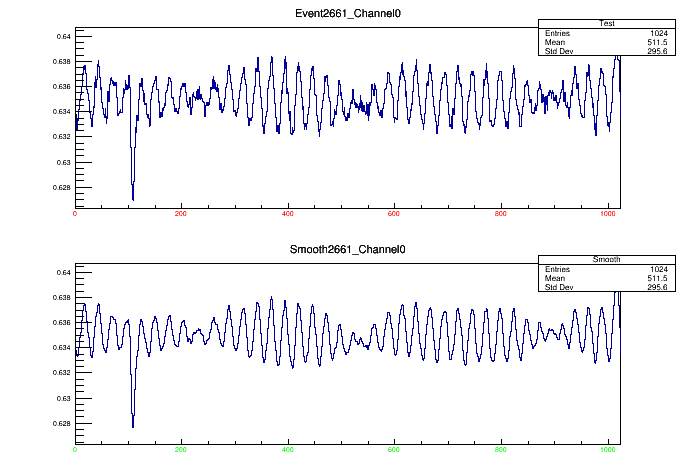 Event2661_Channel0
Test
Entries 1024
Mean 511.5
Std Dev 295.6
0.64
0.638
0.636
0.634
0.632
0.63
0.628
0 200 400 600 800 1000
Smooth2661_Channel0
Smooth
Entries 1024
Mean 511.5
Std Dev 295.6
0.64
0.638
0.636
0.634
0.632
0.63
0.628
0 200 400 600 800 1000